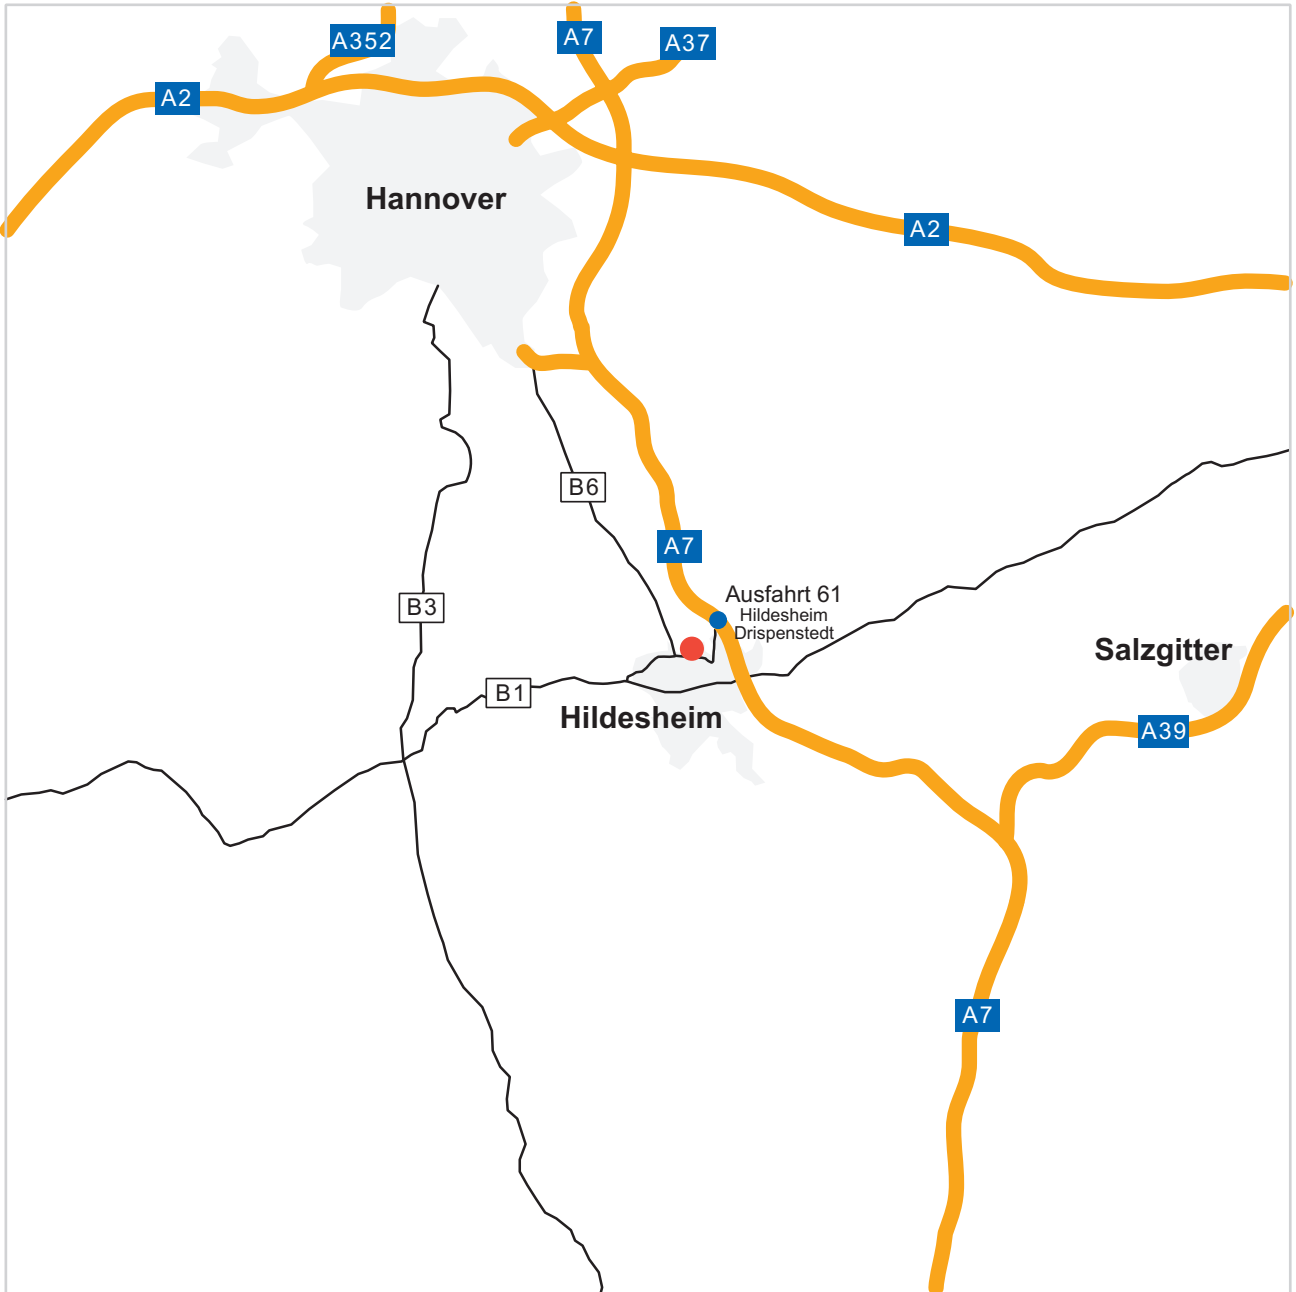 A352
A7
A37
A2
Hannover
A2
B6
A7
Ausfahrt 61
Hildesheim
Drispenstedt
B3
Salzgitter
B1
Hildesheim
A39
A7